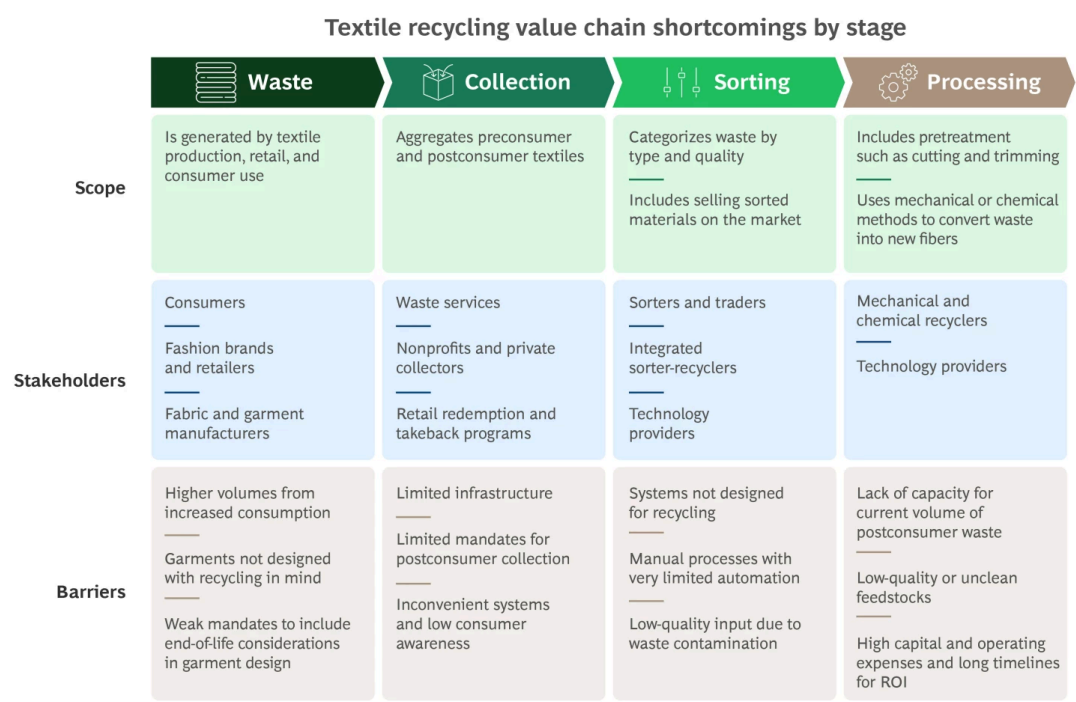 Textile recycling value chain shortcomings by stage
Waste
Collection
Sorting
Processing
Scope
Is generated by textile
production, retail, and
consumer use
Aggregates preconsumer
and postconsumer textiles
Categorizes waste by
type and quality
Includes selling sorted
materials on the market
Includes pretreatment
such as cutting and trimming
Uses mechanical or chemical
methods to convert waste
into new fibers
Stakeholders
Consumers
Fashion brands
and retailers
Fabric and garment
manufacturers
Waste services
Nonprofits and private
collectors
Retail redemption and
takeback programs
Sorters and traders
Integrated
sorter-recyclers
Technology
providers
Mechanical and
chemical recyclers
Technology providers
Barriers
Higher volumes from
increased consumption
Garments not designed
with recycling in mind
Weak mandates to include
end-of-life considerations
in garment design
Limited infrastructure
Limited mandates for
postconsumer collection
Inconvenient systems
and low consumer
awareness
Systems not designed
for recycling
Manual processes with
very limited automation
Low-quality input due to
waste contamination
Lack of capacity for
current volume of
postconsumer waste
Low-quality or unclean
feedstocks
High capital and operating
expenses and long timelines
for ROI